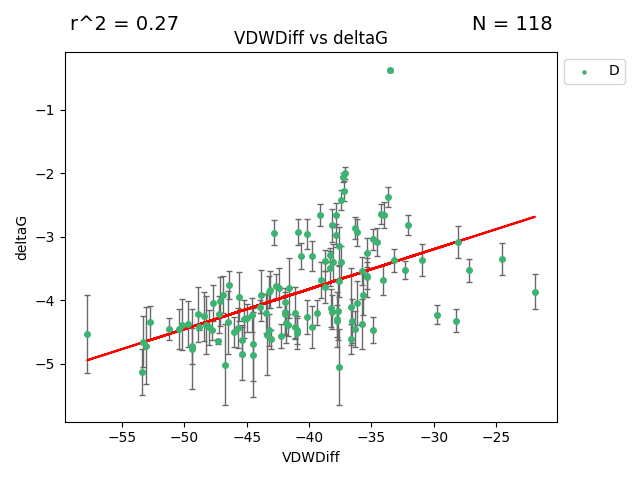 r^2 = 0.27
N = 118
VDWDiff vs deltaG
D
−1
−2
−3
−4
−5
deltaG
−55
−50
−45
−40
−35
−30
−25
VDWDiff